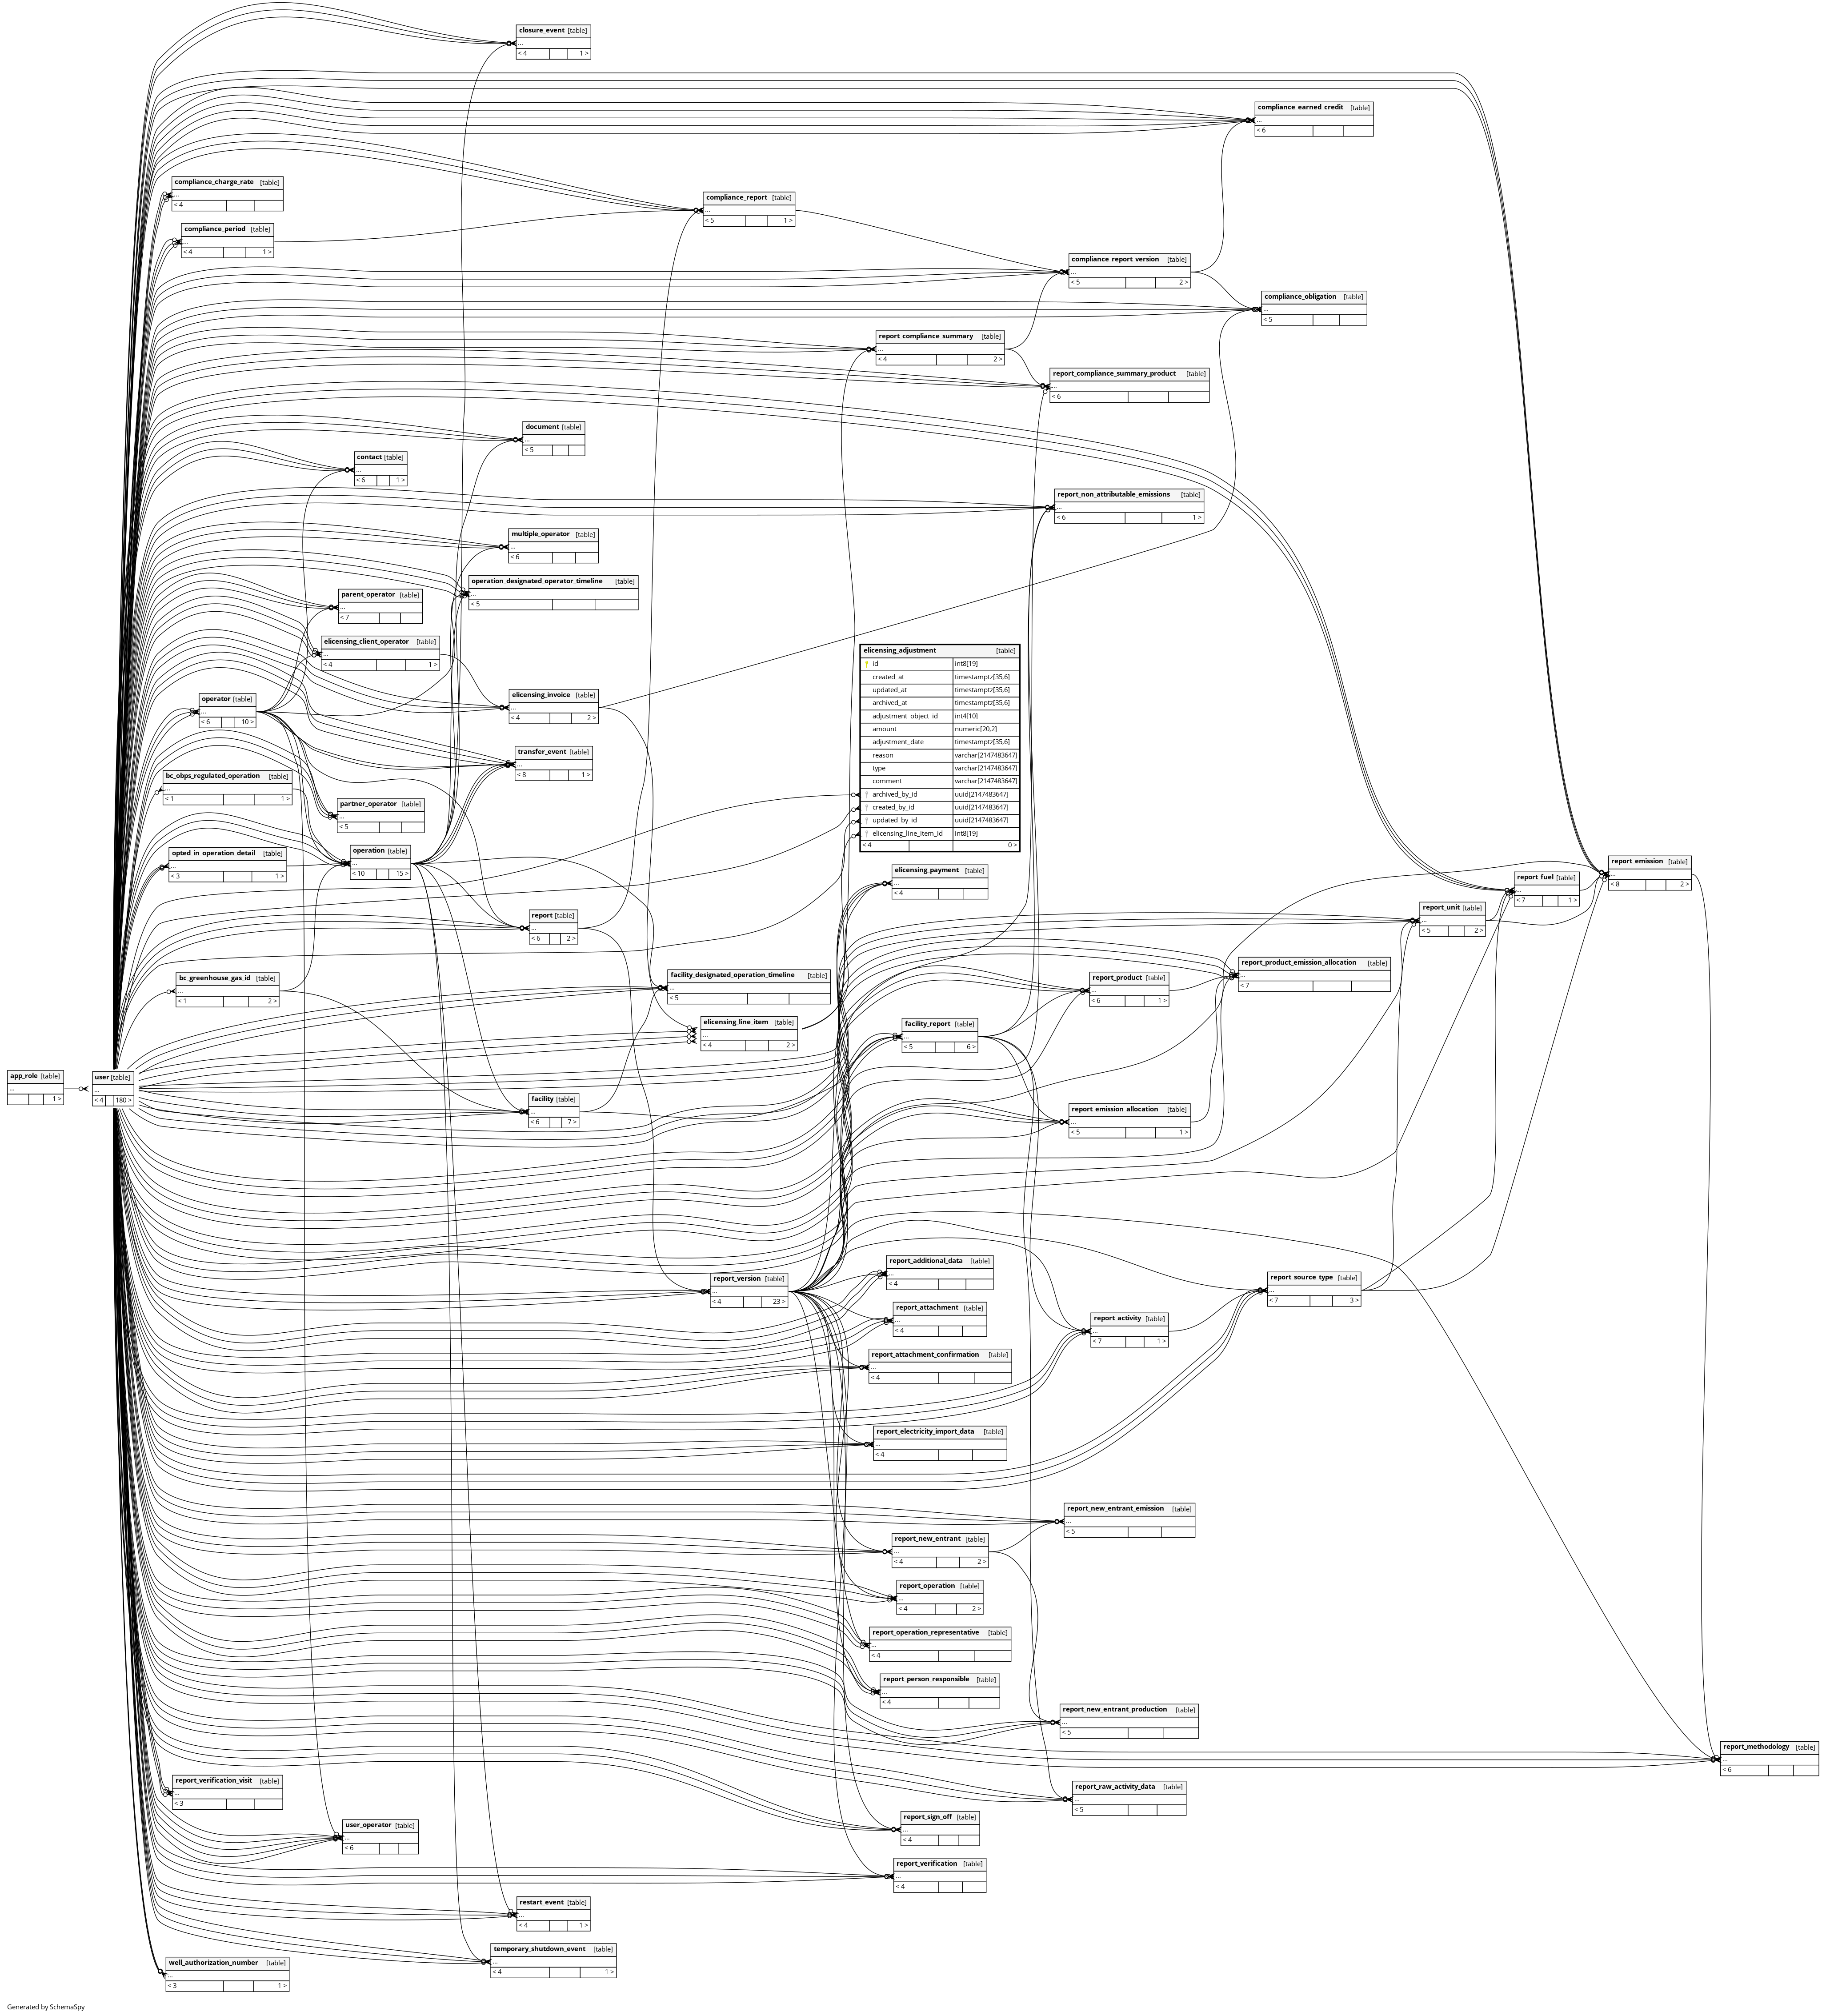 closure_event [table]
...
< 4 1 >
compliance_earned_credit [table]
...
< 6
compliance_charge_rate [table]
...
< 4
compliance_report [table]
...
< 5 1 >
compliance_period [table]
...
< 4 1 >
compliance_report_version [table]
...
< 5 2 >
compliance_obligation [table]
...
< 5
report_compliance_summary [table]
...
< 4 2 >
report_compliance_summary_product [table]
...
< 6
document [table]
...
< 5
contact [table]
...
< 6 1 >
report_non_attributable_emissions [table]
...
< 6 1 >
multiple_operator [table]
...
< 6
operation_designated_operator_timeline [table]
...
< 5
parent_operator [table]
...
< 7
elicensing_client_operator [table]
...
< 4 1 >
elicensing_adjustment [table]
id int8[19]
created_at timestamptz[35,6]
updated_at timestamptz[35,6]
archived_at timestamptz[35,6]
adjustment_object_id int4[10]
amount numeric[20,2]
adjustment_date timestamptz[35,6]
reason varchar[2147483647]
type varchar[2147483647]
comment varchar[2147483647]
archived_by_id uuid[2147483647]
created_by_id uuid[2147483647]
updated_by_id uuid[2147483647]
elicensing_line_item_id int8[19]
< 4 0 >
elicensing_invoice [table]
...
< 4 2 >
operator [table]
...
< 6 10 >
transfer_event [table]
...
< 8 1 >
bc_obps_regulated_operation [table]
...
< 1 1 >
partner_operator [table]
...
< 5
operation [table]
...
< 10 15 >
opted_in_operation_detail [table]
...
< 3 1 >
elicensing_payment [table]
...
< 4
report_emission [table]
...
< 8 2 >
report_fuel [table]
...
< 7 1 >
report_unit [table]
...
< 5 2 >
report [table]
...
< 6 2 >
report_product_emission_allocation [table]
...
< 7
facility_designated_operation_timeline [table]
...
< 5
bc_greenhouse_gas_id [table]
...
< 1 2 >
report_product [table]
...
< 6 1 >
elicensing_line_item [table]
...
< 4 2 >
facility_report [table]
...
< 5 6 >
app_role [table]
...
1 >
user [table]
...
< 4 180 >
facility [table]
...
< 6 7 >
report_emission_allocation [table]
...
< 5 1 >
report_additional_data [table]
...
< 4
report_version [table]
...
< 4 23 >
report_source_type [table]
...
< 7 3 >
report_attachment [table]
...
< 4
report_activity [table]
...
< 7 1 >
report_attachment_confirmation [table]
...
< 4
report_electricity_import_data [table]
...
< 4
report_new_entrant_emission [table]
...
< 5
report_new_entrant [table]
...
< 4 2 >
report_operation [table]
...
< 4 2 >
report_operation_representative [table]
...
< 4
report_person_responsible [table]
...
< 4
report_new_entrant_production [table]
...
< 5
report_methodology [table]
...
< 6
report_verification_visit [table]
...
< 3
report_raw_activity_data [table]
...
< 5
report_sign_off [table]
...
< 4
user_operator [table]
...
< 6
report_verification [table]
...
< 4
restart_event [table]
...
< 4 1 >
temporary_shutdown_event [table]
...
< 4 1 >
well_authorization_number [table]
...
< 3 1 >
Generated by SchemaSpy